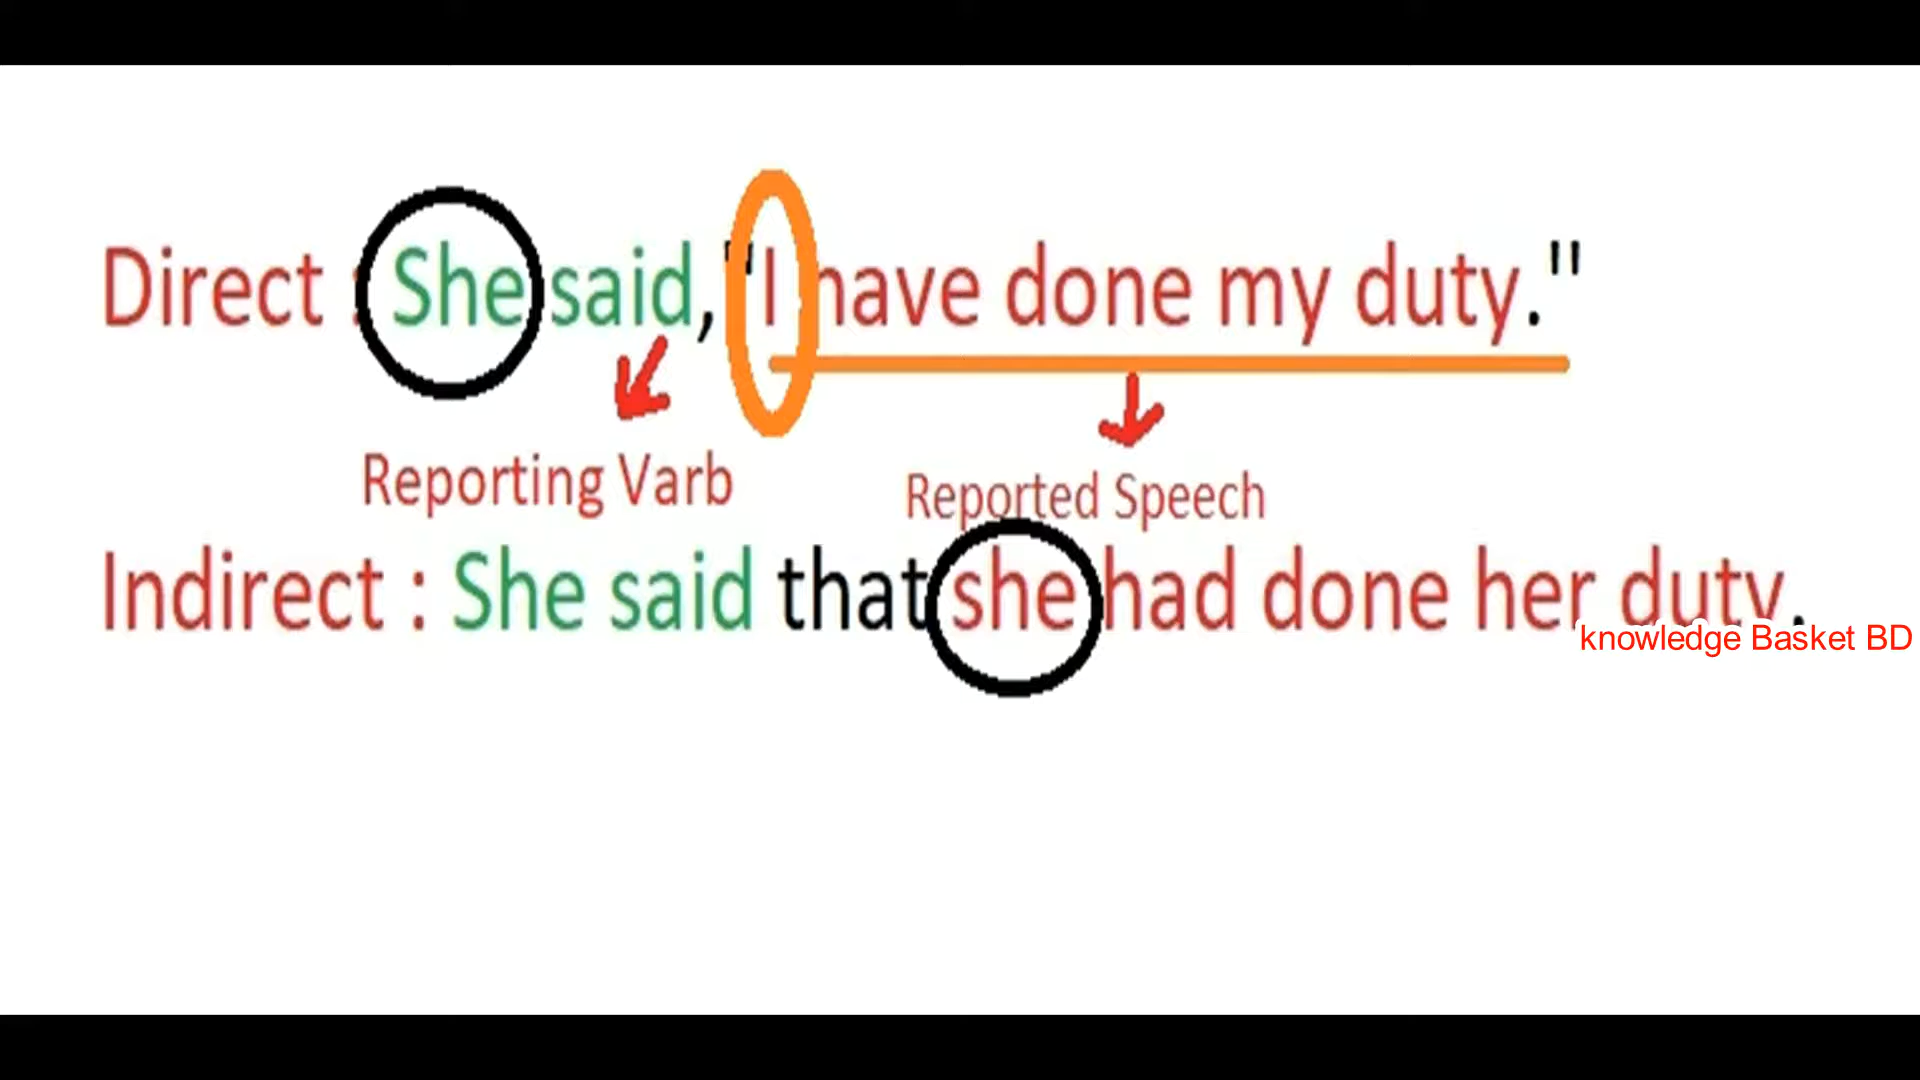 Direct : She said, "I have done my duty."
Reporting Varb
Reported Speech
Indirect : She said that she had done her duty.
knowledge Basket BD